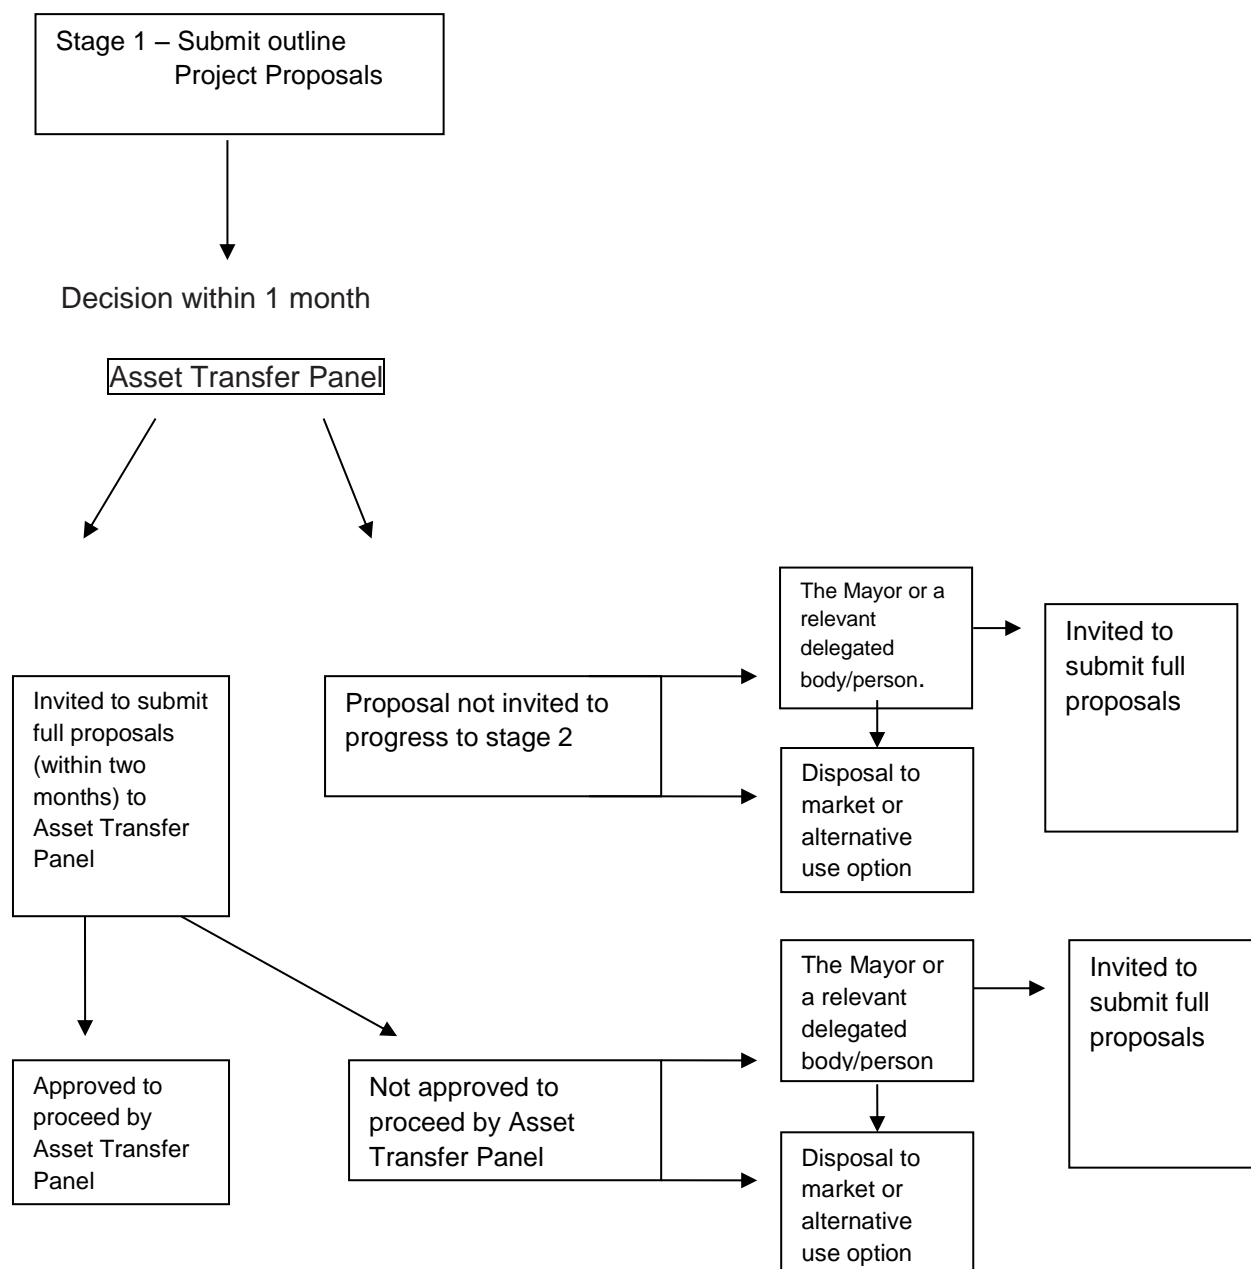 Stage 1 – Submit outline
Project Proposals
Decision within 1 month
Asset Transfer Panel
Invited to submit
full proposals
(within two
months) to
Asset Transfer
Panel
Proposal not invited to
progress to stage 2
The Mayor or a
relevant
delegated
body/person.
Invited to
submit full
proposals
Disposal to
market or
alternative
use option
Approved to
proceed by
Asset Transfer
Panel
Not approved to
proceed by Asset
Transfer Panel
The Mayor or
a relevant
delegated
body/person
Invited to
submit full
proposals
Disposal to
market or
alternative
use option